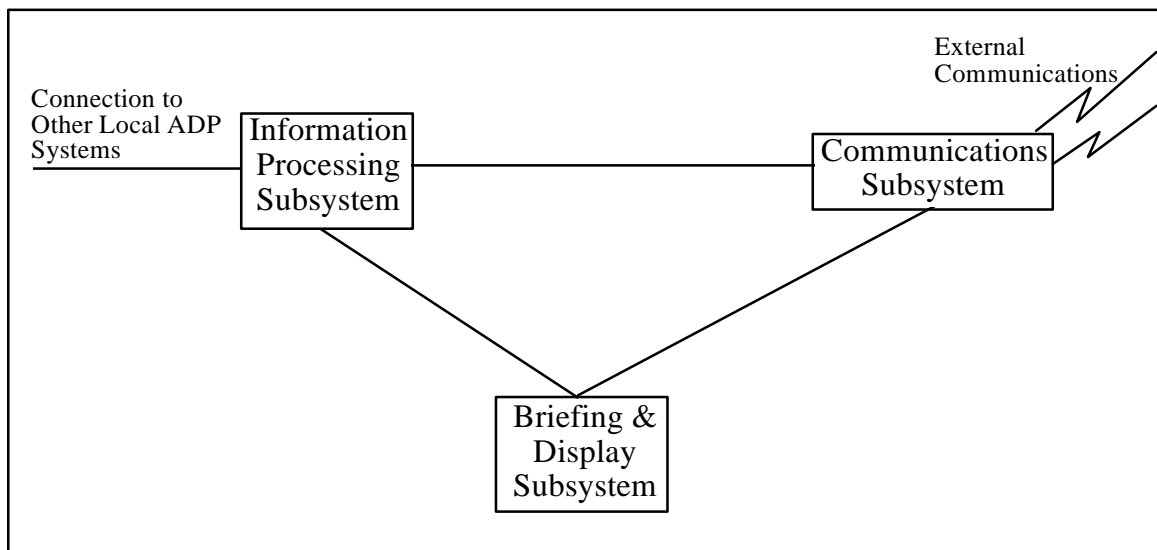 External
Communications
Connection to
Other Local ADP
Systems
Information
Processing
Subsystem
Communications
Subsystem
Briefing &
Display
Subsystem